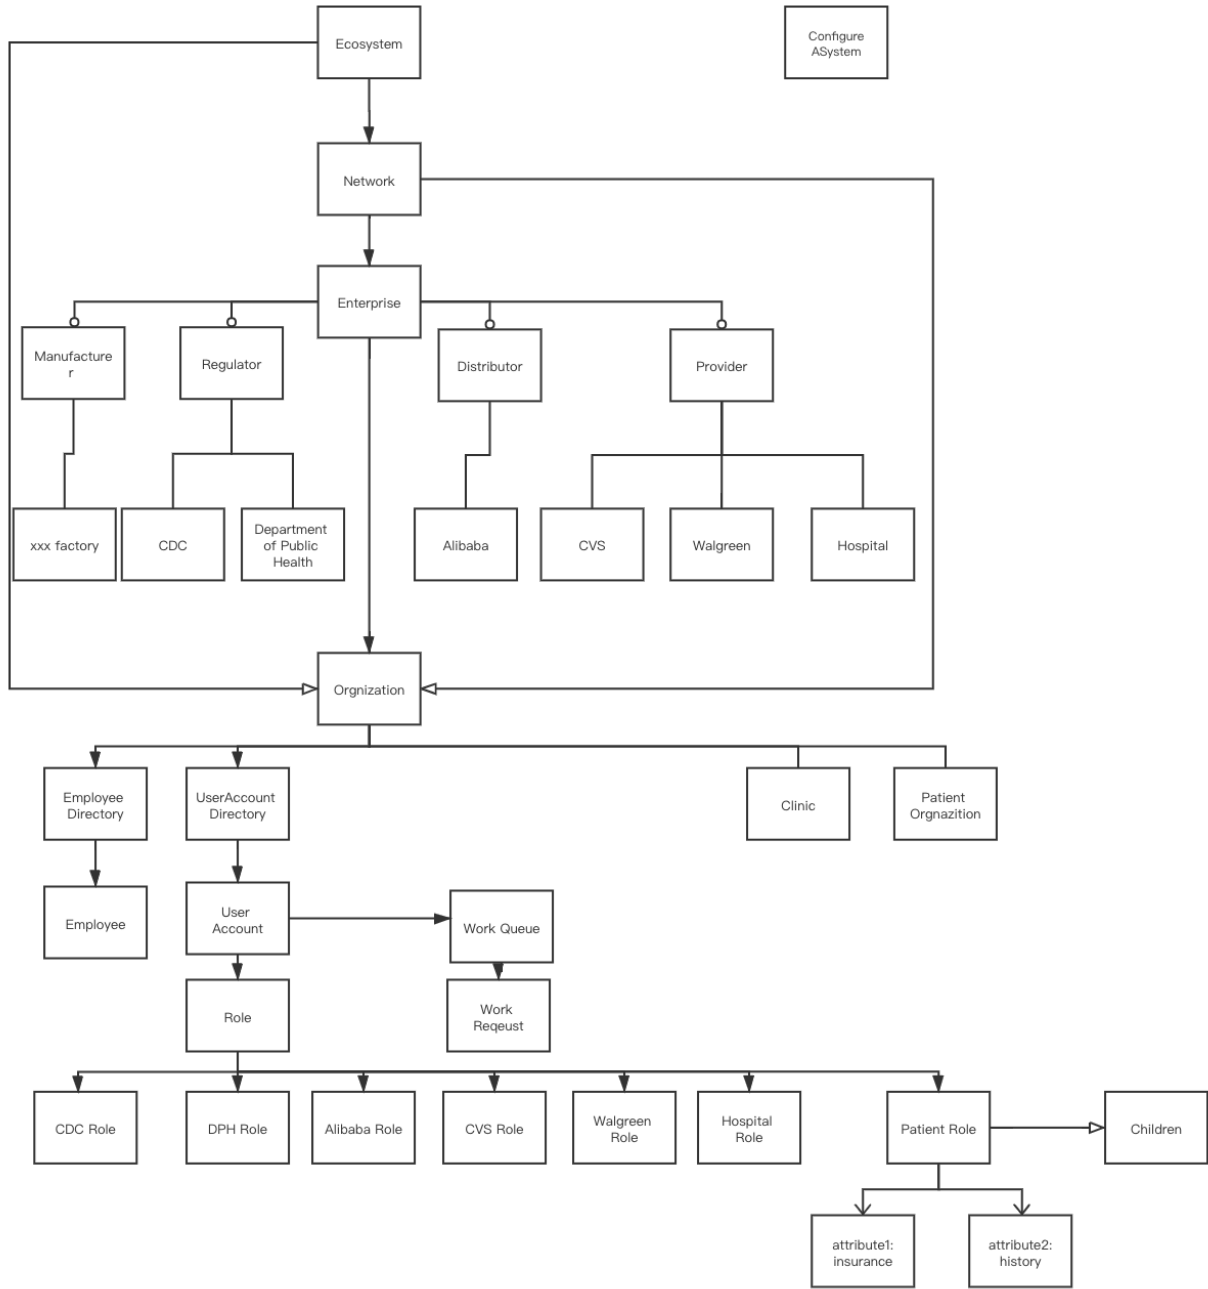 Ecosystem
Configure
ASystem
Network
Enterprise
Manufacture
r
Regulator
Distributor
Provider
xxx factory
CDC
Department
of Public
Health
Alibaba
CVS
Walgreen
Hospital
Orgnization
Employee
Directory
UserAccount
Directory
Clinic
Patient
Orgnazition
Employee
User
Account
Work Queue
Role
Work
Reqeust
CDC Role
DPH Role
Alibaba Role
CVS Role
Walgreen
Role
Hospital
Role
Patient Role
Children
attribute1:
insurance
attribute2:
history